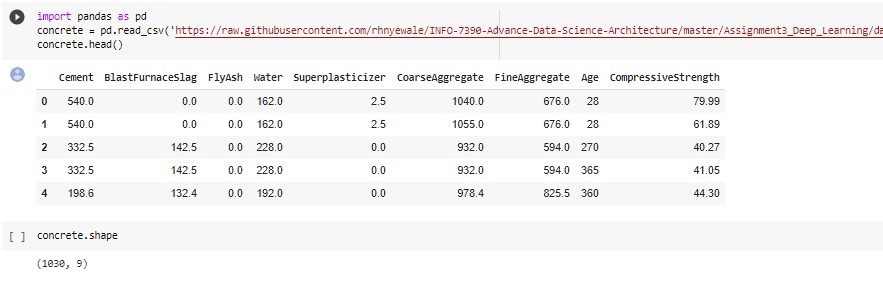 import pandas as pd
concrete = pd.read_csv('https://raw.githubusercontent.com/rhnyewale/INFO-7390-Advance-Data-Science-Architecture/master/Assignment3_Deep_Learning/da
concrete.head()
Cement BlastFurnaceSlag FlyAsh Water Superplasticizer CoarseAggregate FineAggregate Age CompressiveStrength
0 540.0 0.0 0.0 162.0 2.5 1040.0 676.0 28 79.99
1 540.0 0.0 0.0 162.0 2.5 1055.0 676.0 28 61.89
2 332.5 142.5 0.0 228.0 0.0 932.0 594.0 270 40.27
3 332.5 142.5 0.0 228.0 0.0 932.0 594.0 365 41.05
4 198.6 132.4 0.0 192.0 0.0 978.4 825.5 360 44.30
[ ] concrete.shape
(1030, 9)